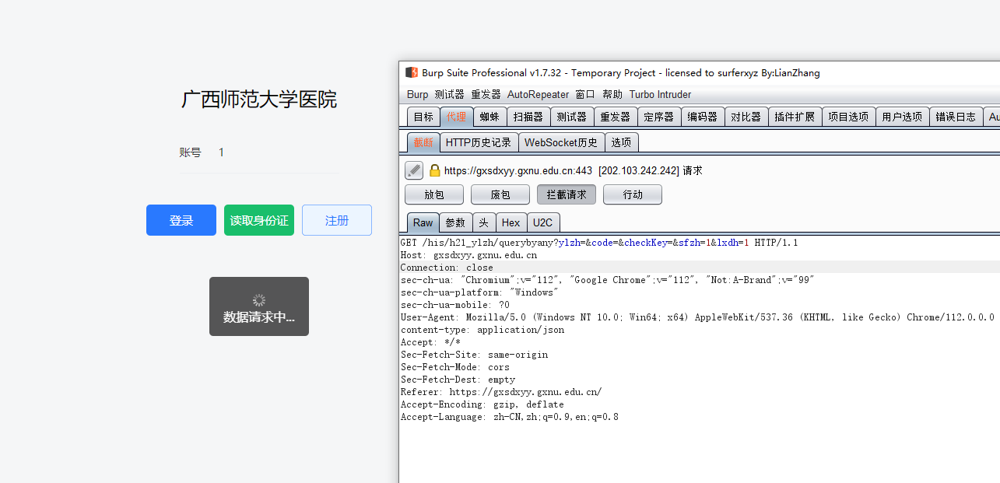 广西师范大学医院
账号 1
登录 读取身份证 注册
数据请求中...
Burp Suite Professional v1.7.32 - Temporary Project - licensed to surferxyz By:LianZhang
Burp 测试器 重发器 AutoRepeater 窗口 帮助 Turbo Intruder
目标 代理 蜘蛛 扫描器 测试器 重发器 定序器 编码器 对比器 插件扩展 项目选项 用户选项 错误日志 Au
截断 HTTP历史记录 WebSocket历史 选项
https://gxsdxyy.gxnu.edu.cn:443 [202.103.242.242] 请求
放包 废包 拦截请求 行动
Raw 参数 头 Hex U2C
GET /his/h21_ylzh/querybyany?ylzh=&code=&checkKey=&sfzh=1&lxdh=1 HTTP/1.1
Host: gxsdxyy.gxnu.edu.cn
Connection: close
sec-ch-ua: "Chromium";v="112", "Google Chrome";v="112", "Not:A-Brand";v="99"
sec-ch-ua-platform: "Windows"
sec-ch-ua-mobile: ?0
User-Agent: Mozilla/5.0 (Windows NT 10.0; Win64; x64) AppleWebKit/537.36 (KHTML, like Gecko) Chrome/112.0.0.0
content-type: application/json
Accept: */*
Sec-Fetch-Site: same-origin
Sec-Fetch-Mode: cors
Sec-Fetch-Dest: empty
Referer: https://gxsdxyy.gxnu.edu.cn/
Accept-Encoding: gzip, deflate
Accept-Language: zh-CN,zh;q=0.9,en;q=0.8